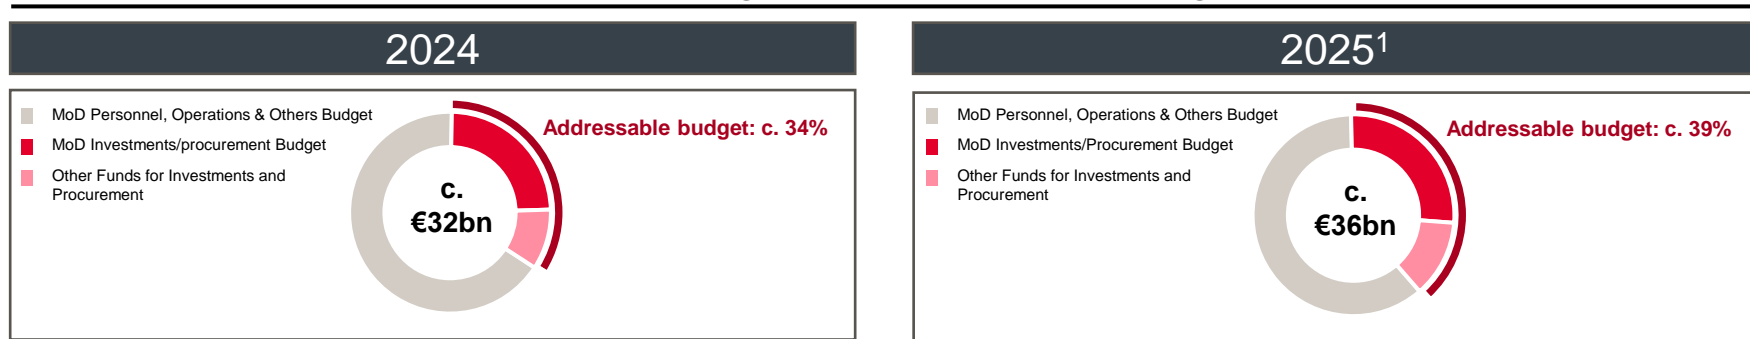 2024
MoD Personnel, Operations & Others Budget
MoD Investments/procurement Budget
Other Funds for Investments and
Procurement
Addressable budget: c. 34%
c.
€32bn
2025¹
MoD Personnel, Operations & Others Budget
MoD Investments/Procurement Budget
Other Funds for Investments and
Procurement
Addressable budget: c. 39%
c.
€36bn